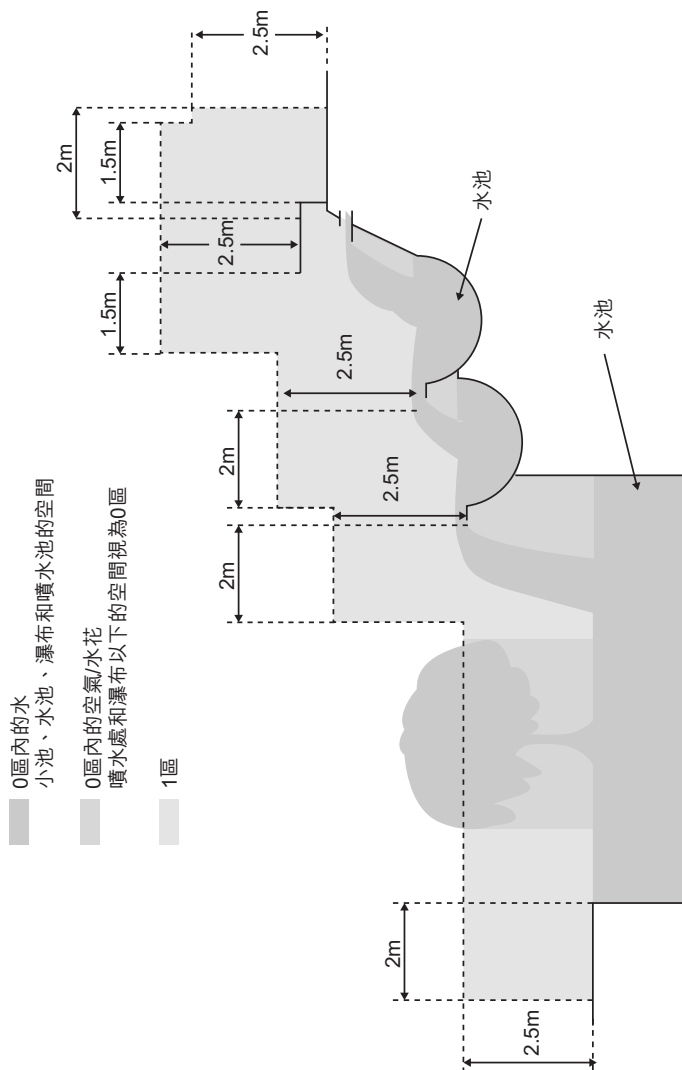 0區內的水
小池、水池、瀑布和噴水池的空間
0區內的空氣/水花
噴水處和瀑布以下的空間視為0區
1區
2.5m
2m
2m
2m
2.5m
2.5m
1.5m
2.5m
1.5m
2m
2.5m
水池
水池